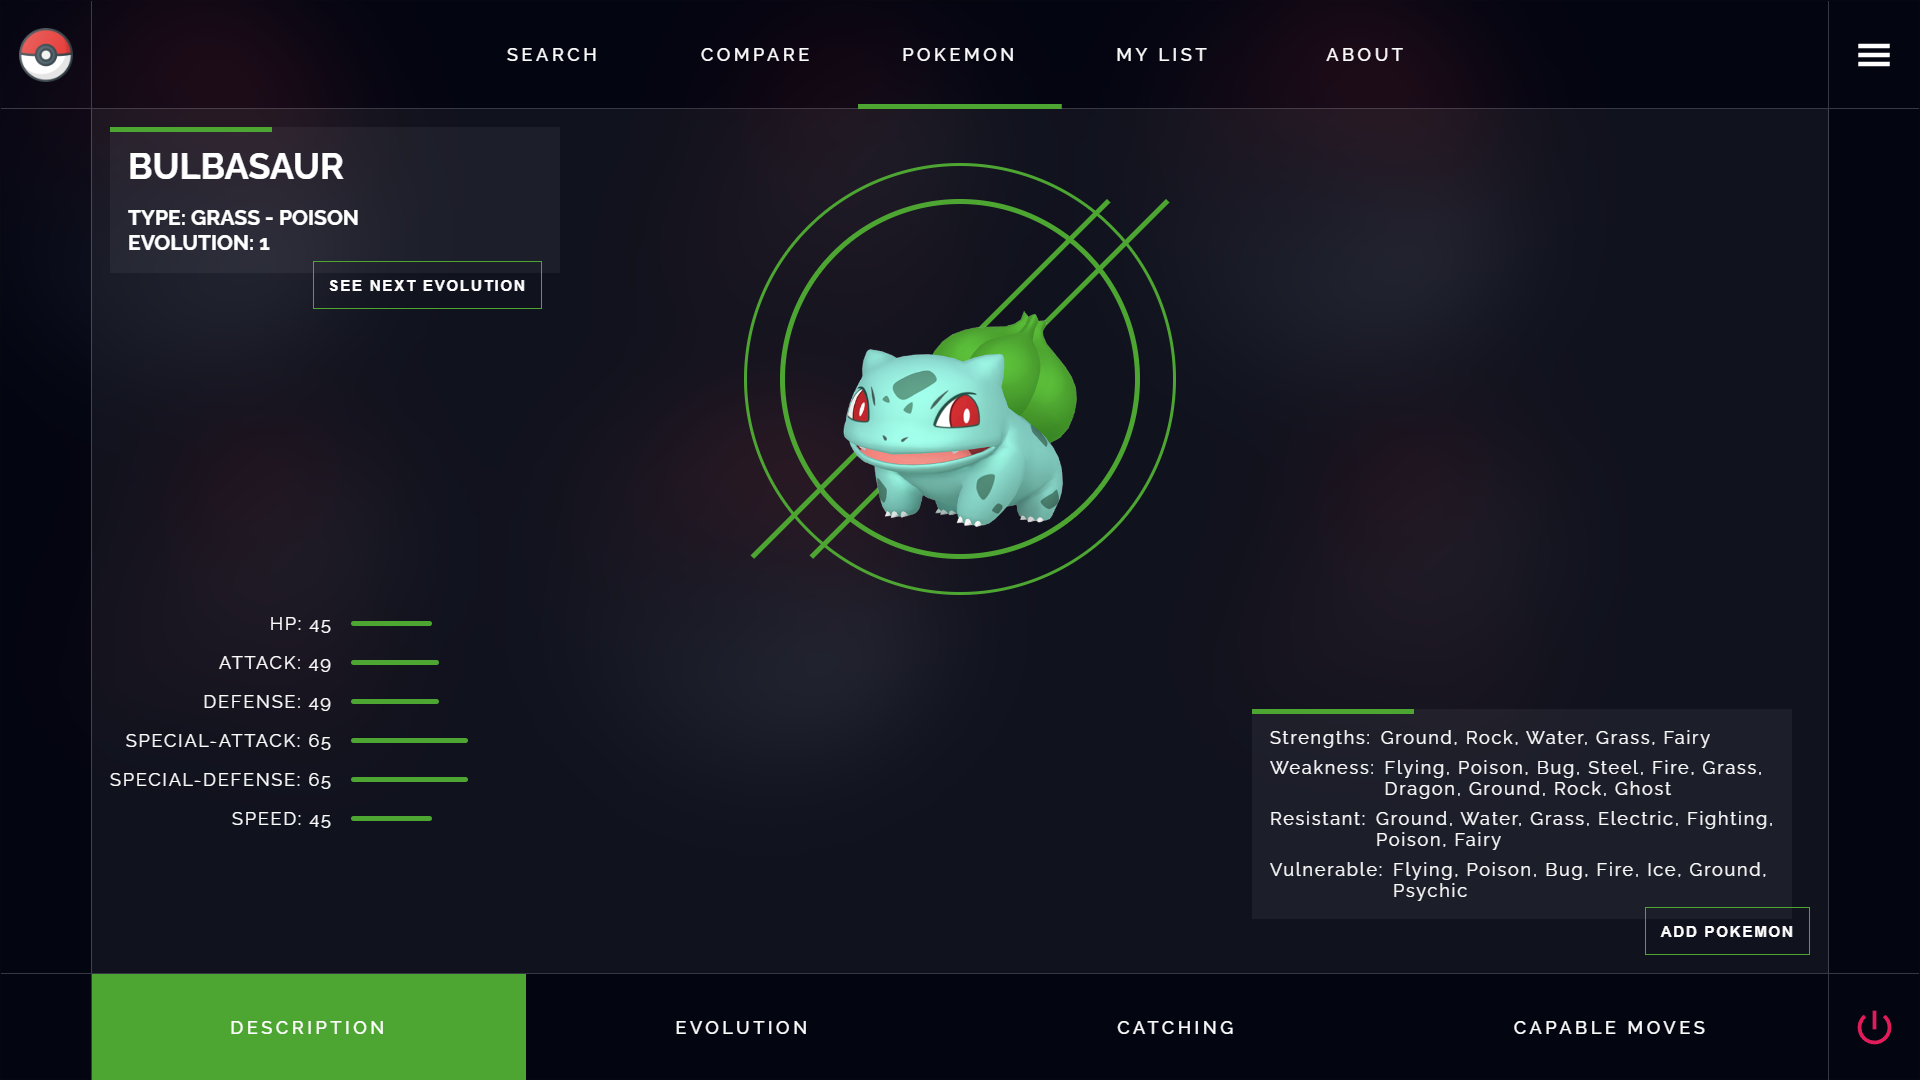 SEARCH
COMPARE
POKEMON
MY LIST
ABOUT
BULBASAUR
TYPE: GRASS - POISON
EVOLUTION: 1
SEE NEXT EVOLUTION
HP: 45
ATTACK: 49
DEFENSE: 49
SPECIAL-ATTACK: 65
SPECIAL-DEFENSE: 65
SPEED: 45
Strengths: Ground, Rock, Water, Grass, Fairy
Weakness: Flying, Poison, Bug, Steel, Fire, Grass,
Dragon, Ground, Rock, Ghost
Resistant: Ground, Water, Grass, Electric, Fighting,
Poison, Fairy
Vulnerable: Flying, Poison, Bug, Fire, Ice, Ground,
Psychic
ADD POKEMON
DESCRIPTION
EVOLUTION
CATCHING
CAPABLE MOVES